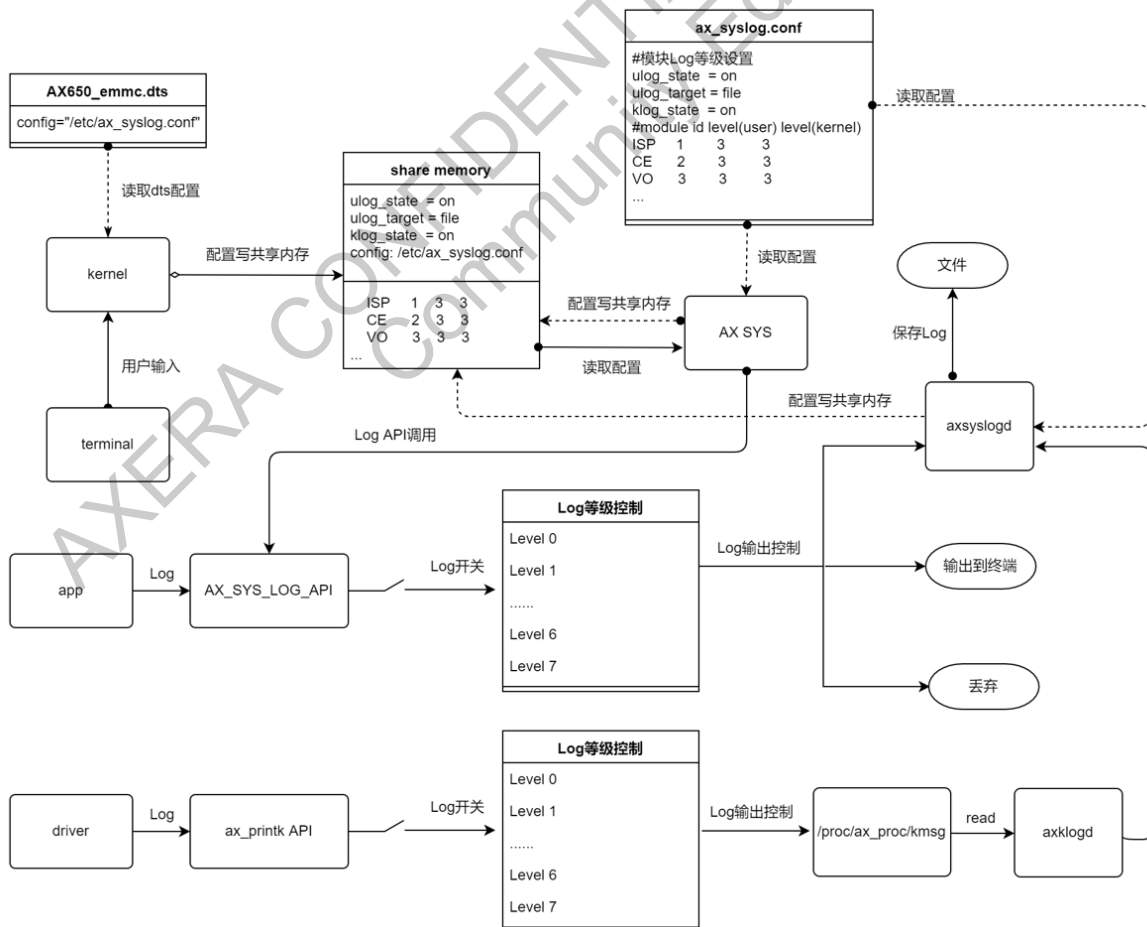 AXERA CONFIDENTI
Community Ed
AX650_emmc.dts
config="/etc/ax_syslog.conf"
读取dts配置
kernel
用户输入
terminal
配置写共享内存
share memory
ulog_state = on
ulog_target = file
klog_state = on
config: /etc/ax_syslog.conf
ISP 1 3 3
CE 2 3 3
VO 3 3 3
...
ax_syslog.conf
#模块Log等级设置
ulog_state = on
ulog_target = file
klog_state = on
#module id level(user) level(kernel)
ISP 1 3 3
CE 2 3 3
VO 3 3 3
...
读取配置
读取配置
配置写共享内存
读取配置
AX SYS
文件
保存Log
配置写共享内存
axsyslogd
Log API调用
app
Log
AX_SYS_LOG_API
Log开关
Log等级控制
Level 0
Level 1
......
Level 6
Level 7
Log输出控制
输出到终端
丢弃
driver
Log
ax_printk API
Log开关
Log等级控制
Level 0
Level 1
......
Level 6
Level 7
Log输出控制
/proc/ax_proc/kmsg
read
axklogd